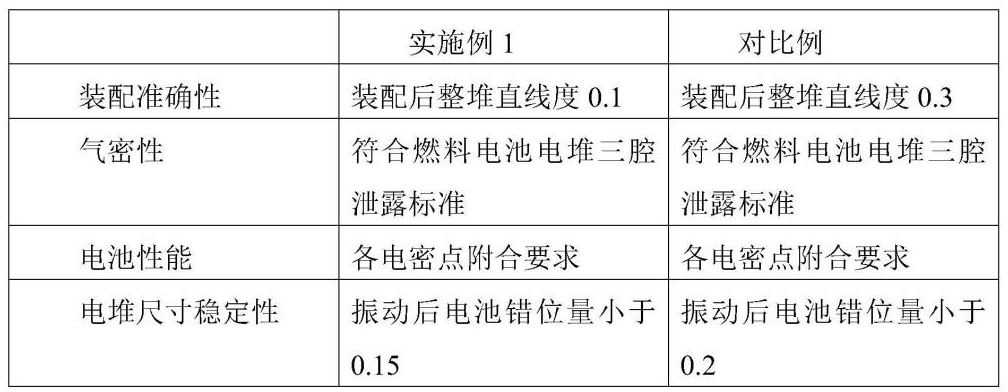 实施例 1 对比例
装配准确性 装配后整堆直线度 0.1 装配后整堆直线度 0.3
气密性 符合燃料电池电堆三腔 符合燃料电池电堆三腔
泄露标准 泄露标准
电池性能 各电密点附合要求 各电密点附合要求
电堆尺寸稳定性 振动后电池错位量小于 振动后电池错位量小于
0.15 0.2